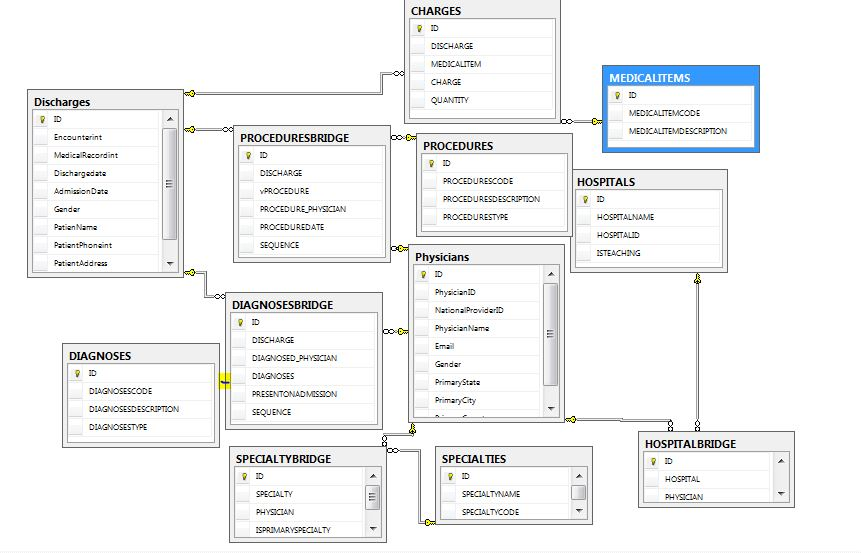 CHARGES
ID
DISCHARGE
MEDICALITEM
CHARGE
QUANTITY
MEDICALITEMS
ID
MEDICALITEMCODE
MEDICALITEMDESCRIPTION
Discharges
ID
Encounterint
MedicalRecordint
Dischargedate
AdmissionDate
Gender
PatienName
PatientPhoneint
PatientAddress
PROCEDURESBRIDGE
ID
DISCHARGE
vPROCEDURE
PROCEDURE_PHYSICIAN
PROCEDUREDATE
SEQUENCE
PROCEDURES
ID
PROCEDURESCODE
PROCEDURESDESCRIPTION
PROCEDURESTYPE
HOSPITALS
ID
HOSPITALNAME
HOSPITALID
ISTEACHING
Physicians
ID
PhysicianID
NationalProviderID
PhysicianName
Email
Gender
PrimaryState
PrimaryCity
DIAGNOSESBRIDGE
ID
DISCHARGE
DIAGNOSED_PHYSICIAN
DIAGNOSES
PRESENTONADMISSION
SEQUENCE
DIAGNOSES
ID
DIAGNOSESCODE
DIAGNOSESDESCRIPTION
DIAGNOSESTYPE
SPECIALTYBRIDGE
ID
SPECIALTY
PHYSICIAN
ISPRIMARYSPECIALTY
SPECIALTIES
ID
SPECIALTYNAME
SPECIALTYCODE
HOSPITALBRIDGE
ID
HOSPITAL
PHYSICIAN